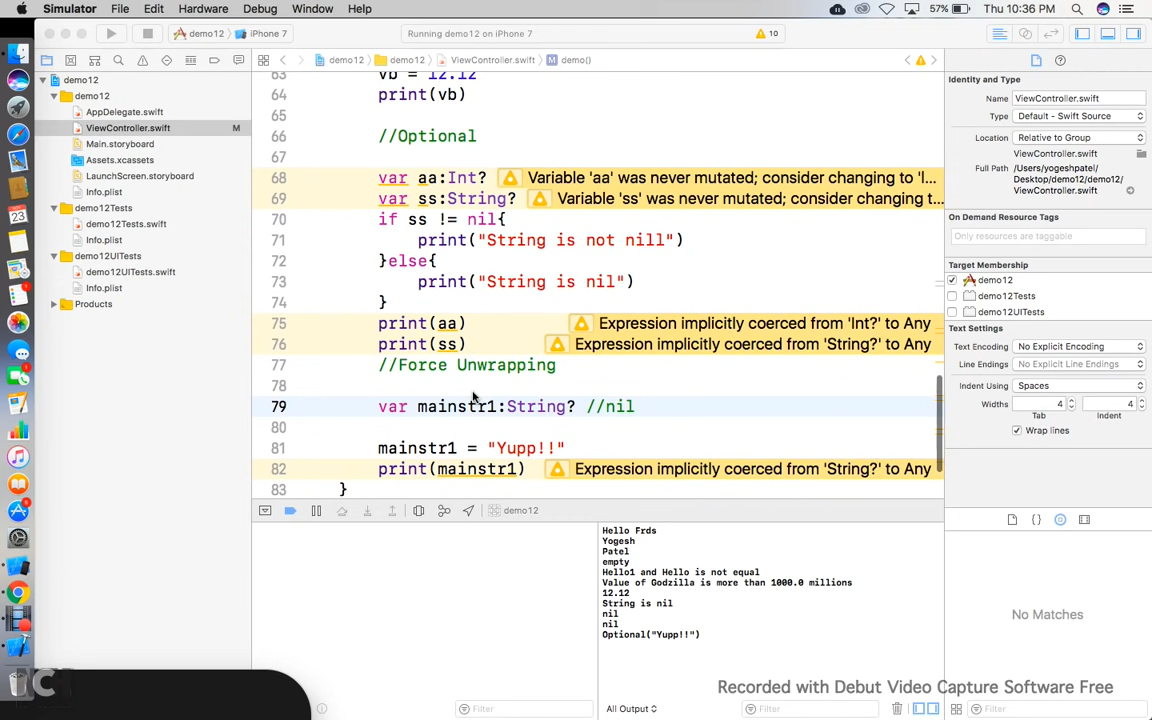 Simulator File Edit Hardware Debug Window Help
57% Thu 10:36 PM
demo12 iPhone 7
Running demo12 on iPhone 7
10
demo12
demo12
AppDelegate.swift
ViewController.swift M
Main.storyboard
Assets.xcassets
LaunchScreen.storyboard
Info.plist
demo12Tests
demo12Tests.swift
Info.plist
demo12UITests
demo12UITests.swift
Info.plist
Products
demo12 demo12 ViewController.swift M demo()
63 vb = 12.12
64 print(vb)
65
66 //Optional
67
68 var aa:Int? Variable 'aa' was never mutated; consider changing to 'l...
69 var ss:String? Variable 'ss' was never mutated; consider changing t...
70 if ss != nil{
71 print("String is not nill")
72 }else{
73 print("String is nil")
74 }
75 print(aa) Expression implicitly coerced from 'Int?' to Any
76 print(ss) Expression implicitly coerced from 'String?' to Any
77 //Force Unwrapping
78
79 var mainstr1:String? //nil
80
81 mainstr1 = "Yupp!!"
82 print(mainstr1) Expression implicitly coerced from 'String?' to Any
83 }
demo12
Hello Frds
Yogesh
Patel
empty
Hello1 and Hello is not equal
Value of Godzilla is more than 1000.0 millions
12.12
String is nil
nil
nil
Optional("Yupp!!")
Filter
All Output
Filter
Identity and Type
Name ViewController.swift
Type Default - Swift Source
Location Relative to Group
ViewController.swift
Full Path /Users/yogeshpatel/
Desktop/demo12/demo12/
ViewController.swift
On Demand Resource Tags
Only resources are taggable
Target Membership
demo12
demo12Tests
demo12UITests
Text Settings
Text Encoding No Explicit Encoding
Line Endings No Explicit Line Endings
Indent Using Spaces
Widths 4 4
Tab Indent
Wrap lines
No Matches
Filter
Recorded with Debut Video Capture Software Free
23